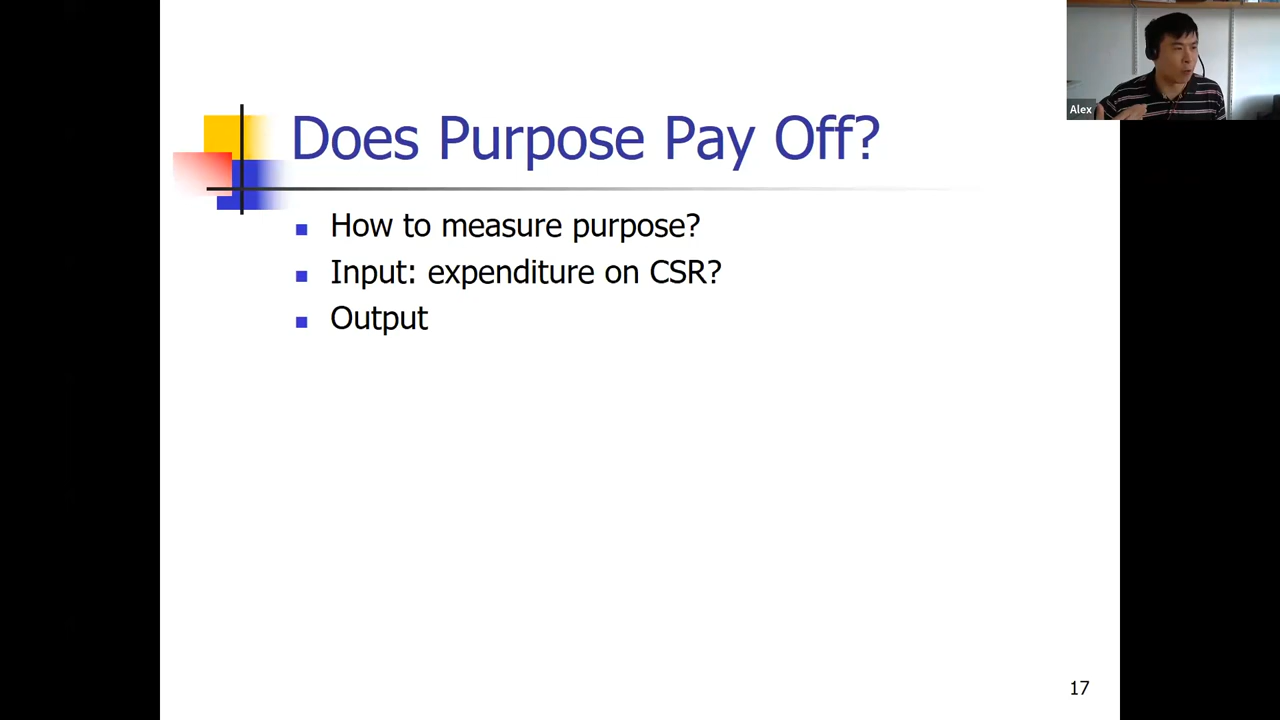 Alex
Does Purpose Pay Off?
How to measure purpose?
Input: expenditure on CSR?
Output
17